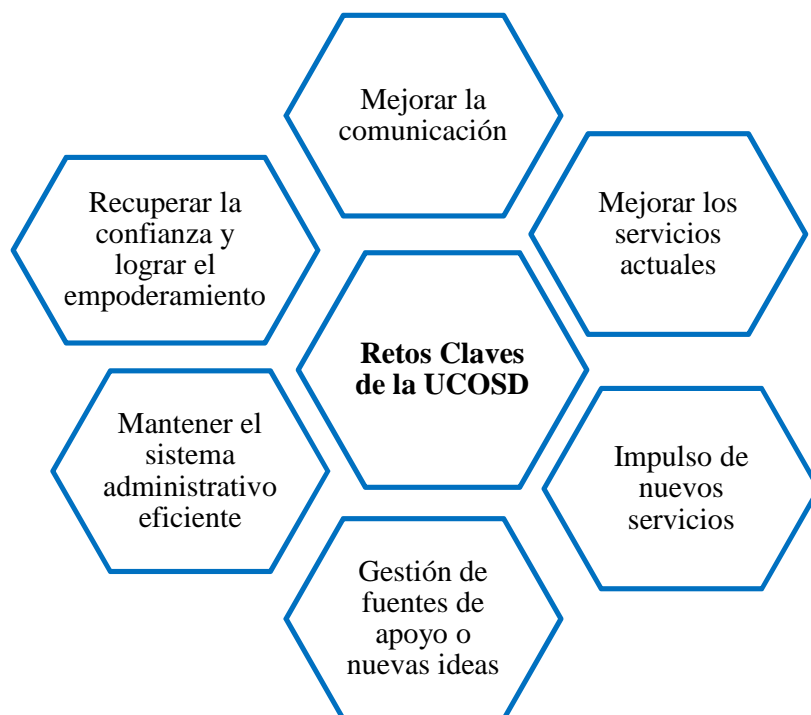 Mejorar la
comunicación
Mejorar los
servicios
actuales
Recuperar la
confianza y
lograr el
empoderamiento
Retos Claves
de la UCOSD
Mantener el
sistema
administrativo
eficiente
Impulso de
nuevos
servicios
Gestión de
fuentes de
apoyo o
nuevas ideas